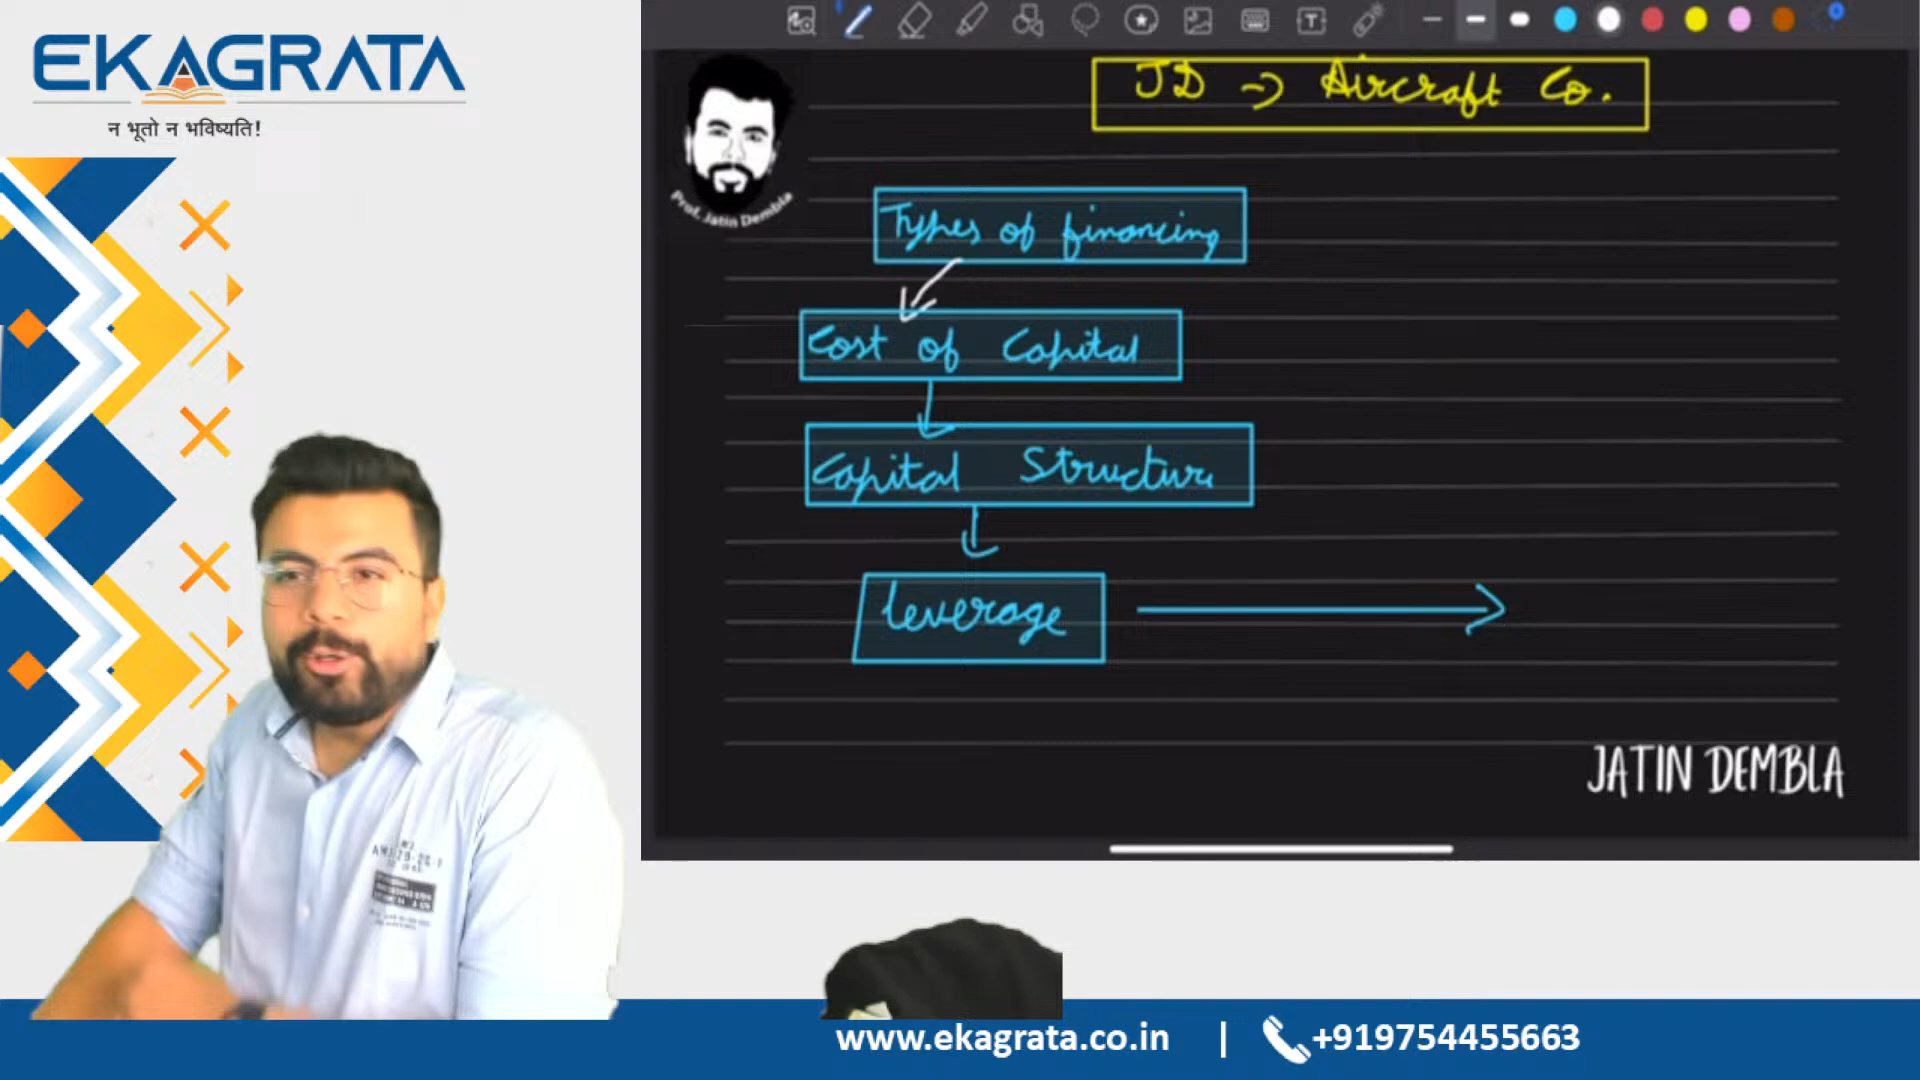 EKAGRATA
न भूतो न भविष्यति!
Prof. Jatin Dembla
JD -> Aircraft Co.
Types of financing
Cost of Capital
Capital Structure
leverage
JATIN DEMBLA
www.ekagrata.co.in | +919754455663